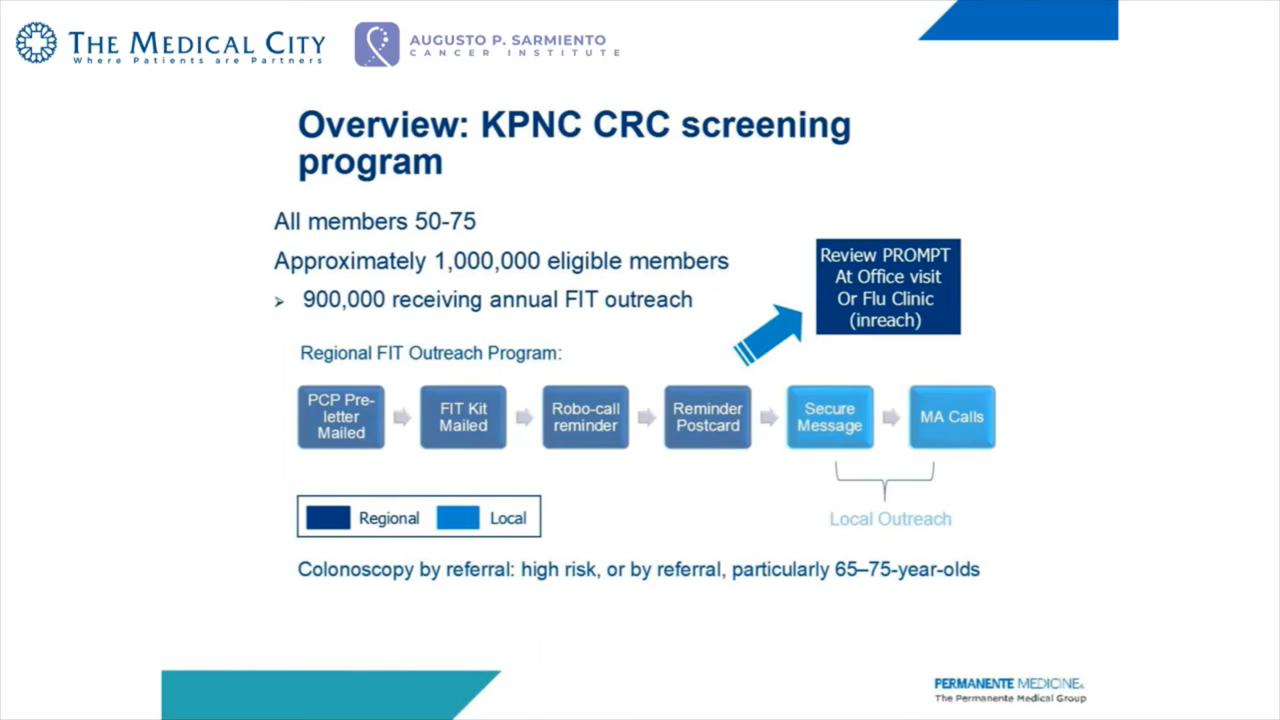 THE MEDICAL CITY
Where Patients are Partners
AUGUSTO P. SARMIENTO
CANCER INSTITUTE
Overview: KPNC CRC screening
program
All members 50-75
Approximately 1,000,000 eligible members
➢ 900,000 receiving annual FIT outreach
Review PROMPT
At Office visit
Or Flu Clinic
(inreach)
Regional FIT Outreach Program:
PCP Pre-
letter
Mailed
FIT Kit
Mailed
Robo-call
reminder
Reminder
Postcard
Secure
Message
MA Calls
Local Outreach
Regional
Local
Colonoscopy by referral: high risk, or by referral, particularly 65–75-year-olds
PERMANENTE MEDICINE®
The Permanente Medical Group